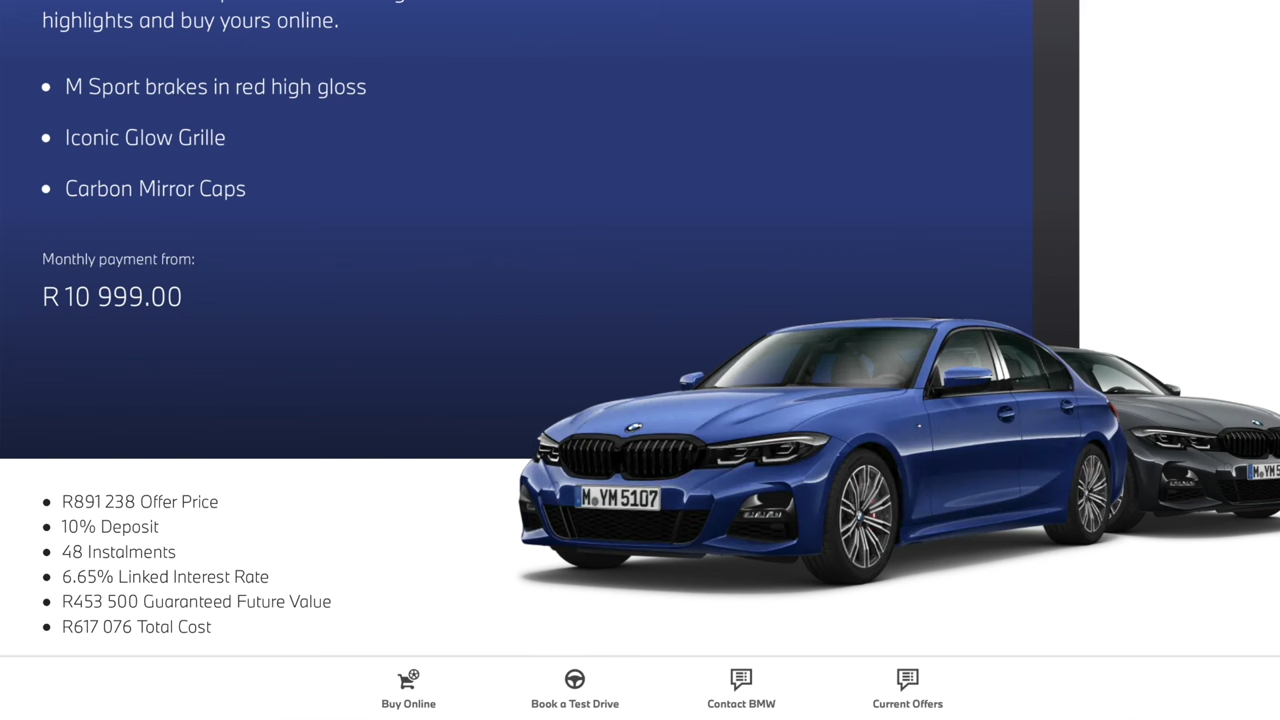 highlights and buy yours online.
M Sport brakes in red high gloss
Iconic Glow Grille
Carbon Mirror Caps
Monthly payment from:
R 10 999.00
R891 238 Offer Price
10% Deposit
48 Instalments
6.65% Linked Interest Rate
R453 500 Guaranteed Future Value
R617 076 Total Cost
M YM 5107
Buy Online
Book a Test Drive
Contact BMW
Current Offers